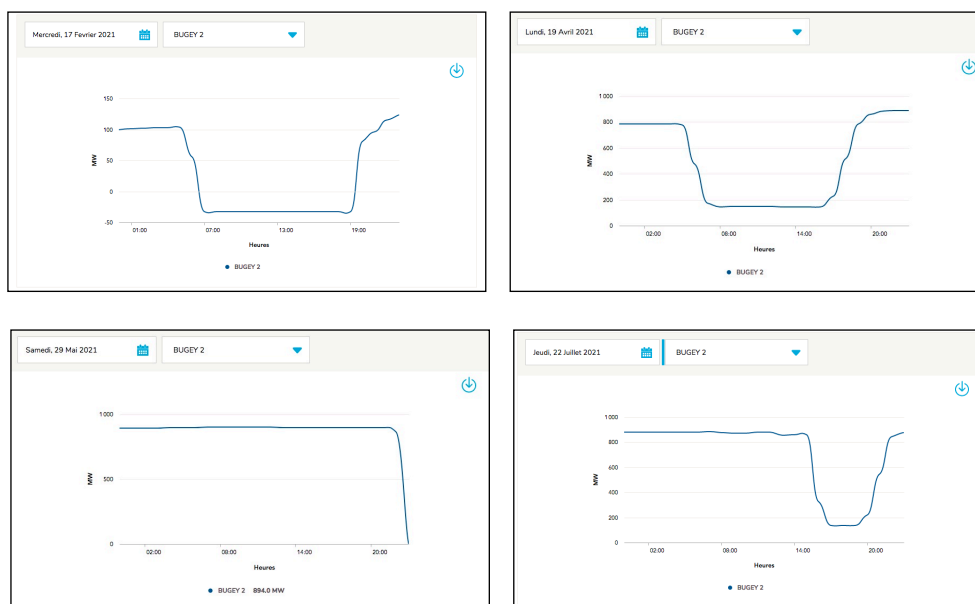 Mercredi, 17 Fevrier 2021 BUGEY 2
150
100
50
0
-50
MW
01:00 07:00 13:00 19:00
Heures
BUGEY 2
Lundi, 19 Avril 2021 BUGEY 2
1 000
800
600
400
200
0
MW
02:00 08:00 14:00 20:00
Heures
BUGEY 2
Samedi, 29 Mai 2021 BUGEY 2
1 000
500
0
MW
02:00 08:00 14:00 20:00
Heures
BUGEY 2 894.0 MW
Jeudi, 22 Juillet 2021 BUGEY 2
1 000
800
600
400
200
0
MW
02:00 08:00 14:00 20:00
Heures
BUGEY 2